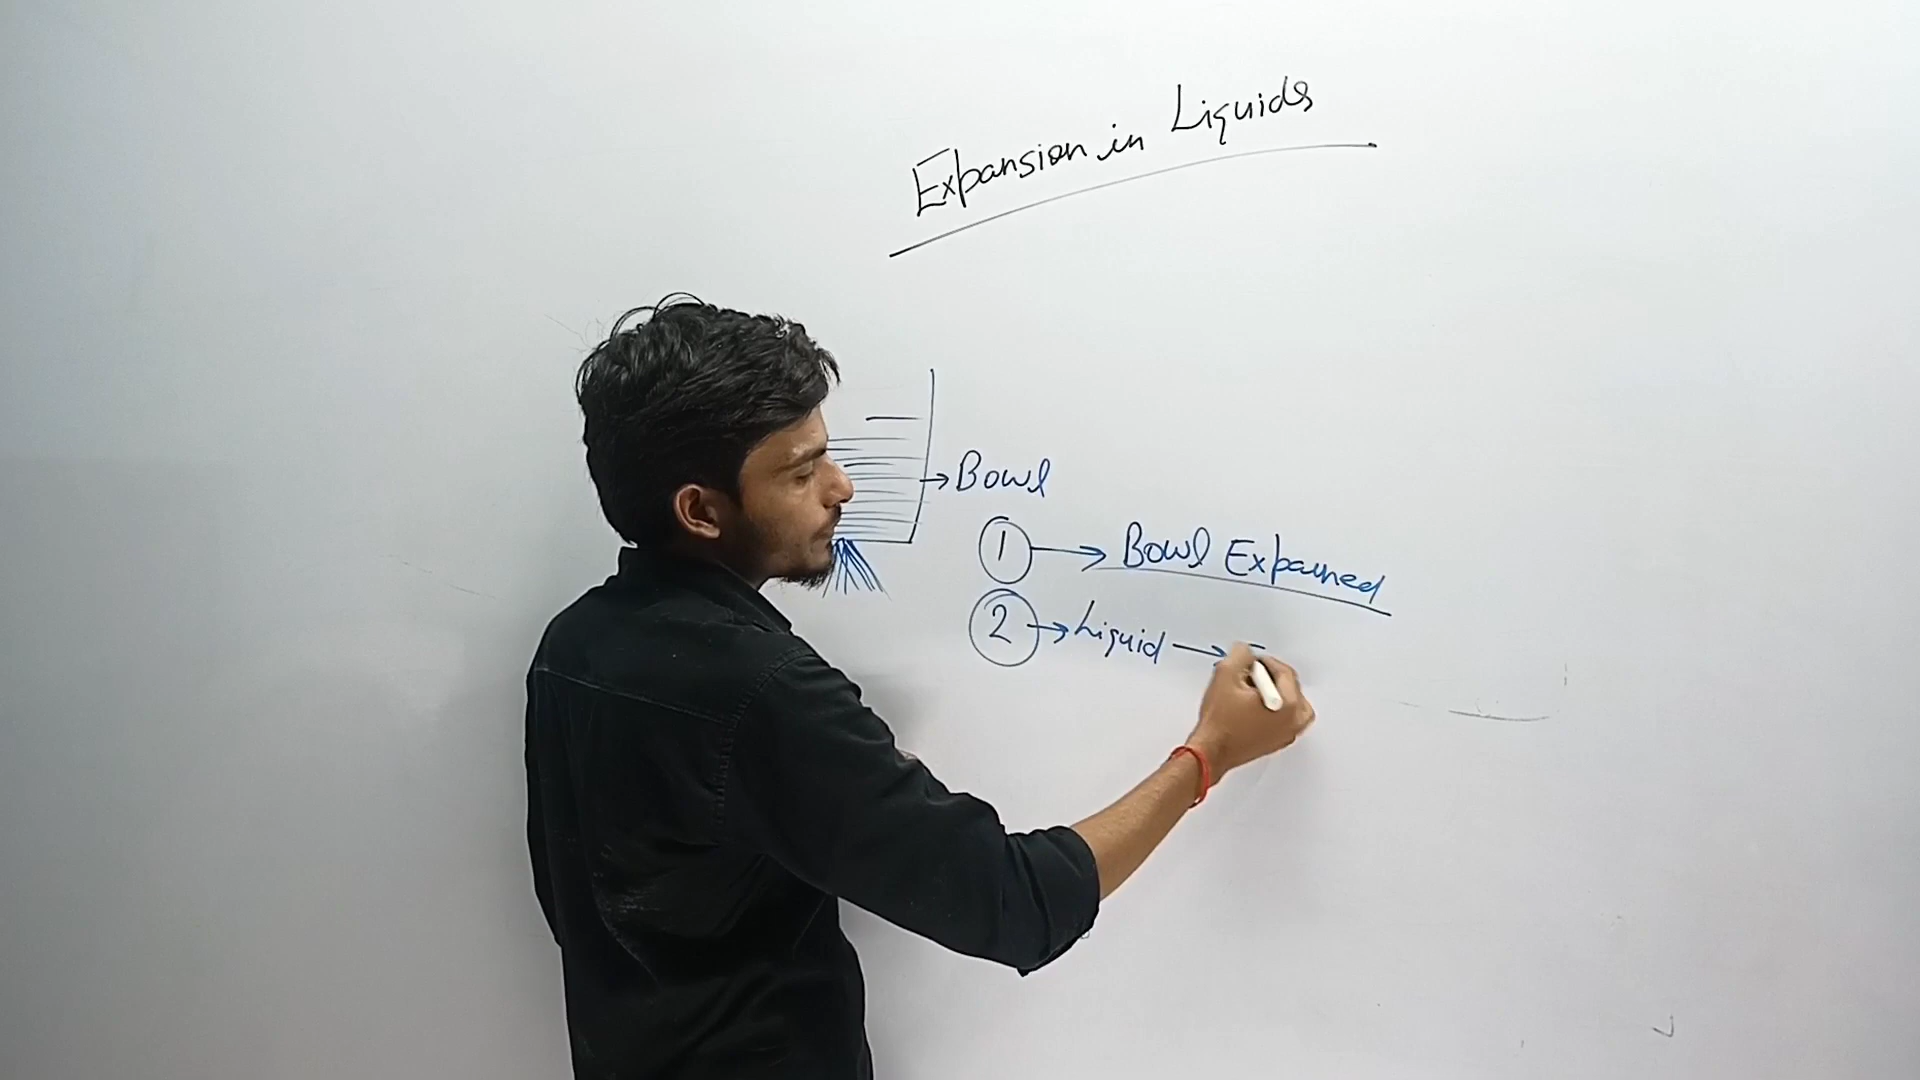 Expansion in Liquids
→ Bowl
1 → Bowl Expanned
2 → Liquid →